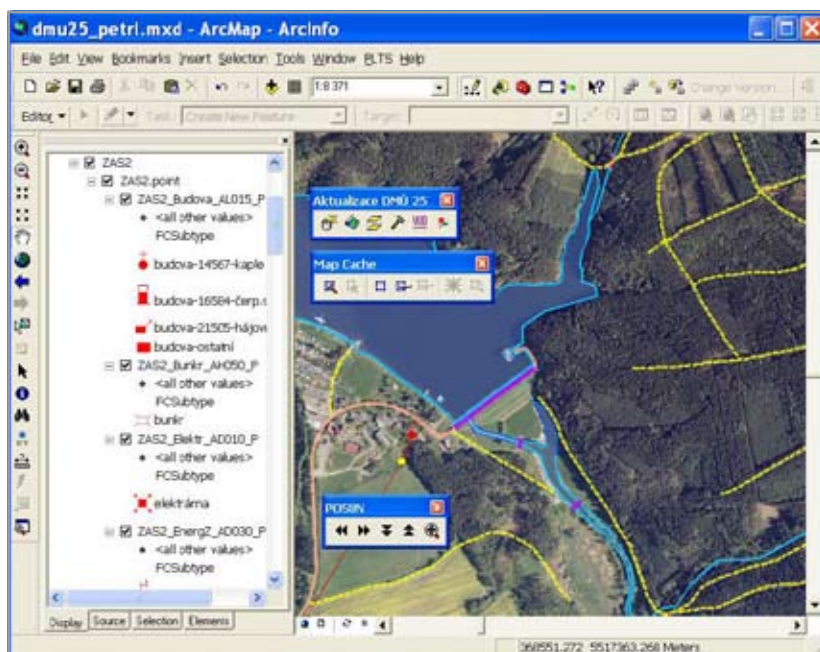 dmu25_petrl.mxd - ArcMap - ArcInfo
File Edit View Bookmarks Insert Selection Tools Window PLTS Help
1:8 371
Change Version...
Editor Task: Create New Feature Target:
ZAS2
ZAS2.point
ZAS2_Budova_AL015_P
<all other values>
FCSubtype
budova-14567-kaple
budova-16584-čerp.s
budova-21505-hájov
budova-ostatní
ZAS2_Bunkr_AH050_P
<all other values>
FCSubtype
bunkr
ZAS2_Elektr_AD010_P
<all other values>
FCSubtype
elektrárna
ZAS2_EnergZ_AD030_P
<all other values>
FCSubtype
Aktualizace DMÚ 25
Map Cache
POSUN
Display Source Selection Elements
368551.272 5517363.268 Meters